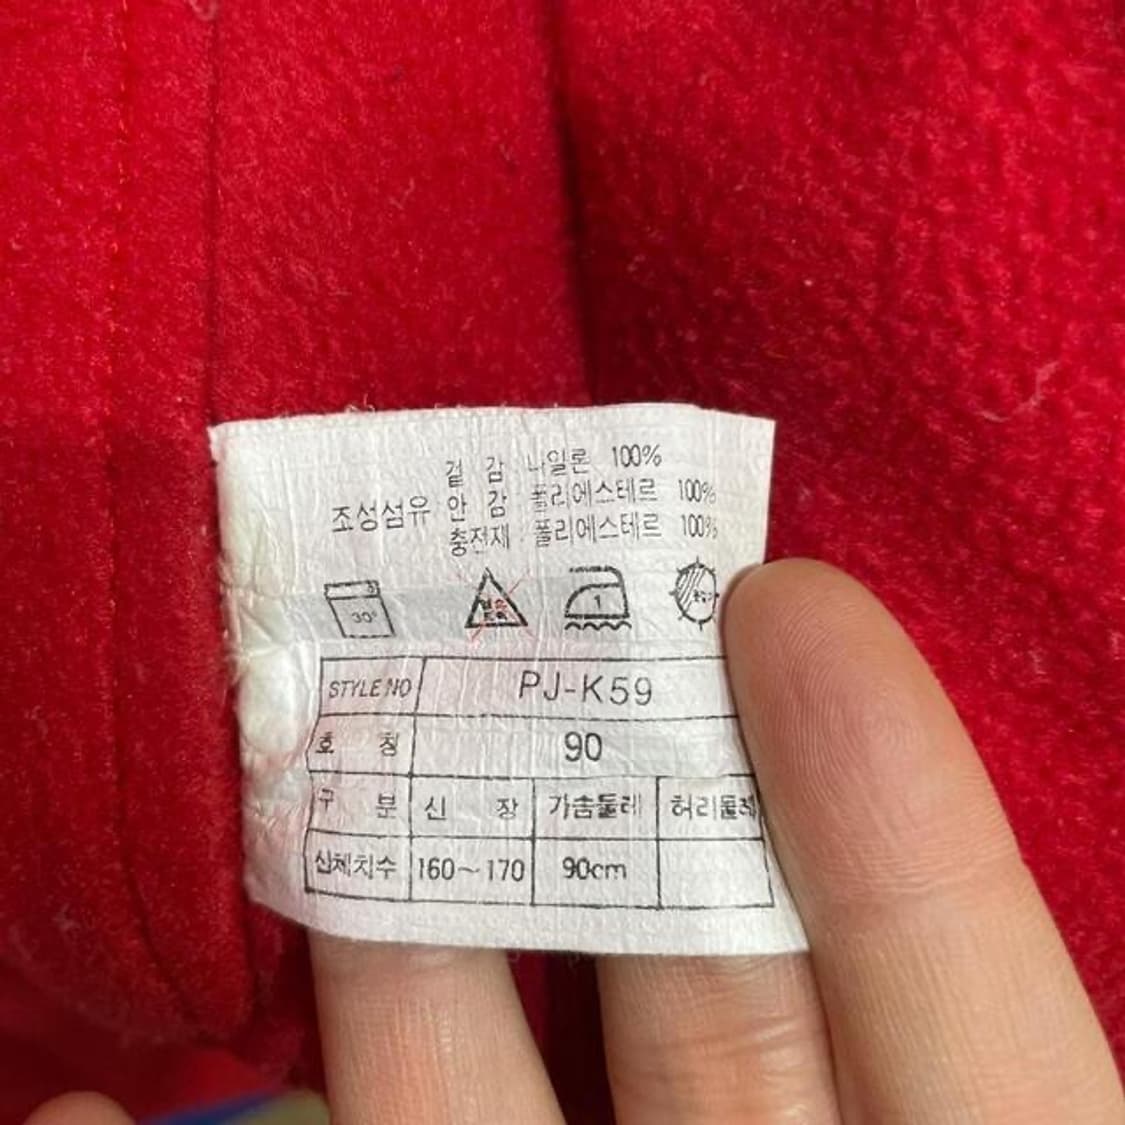 겉 감 : 나일론 100%
조성섬유 안 감 : 폴리에스테르 100%
충전재 : 폴리에스테르 100%
30°
1
STYLE NO PJ-K59
호 칭 90
구 분 신 장 가슴둘레 허리둘레
신체치수 160~170 90cm